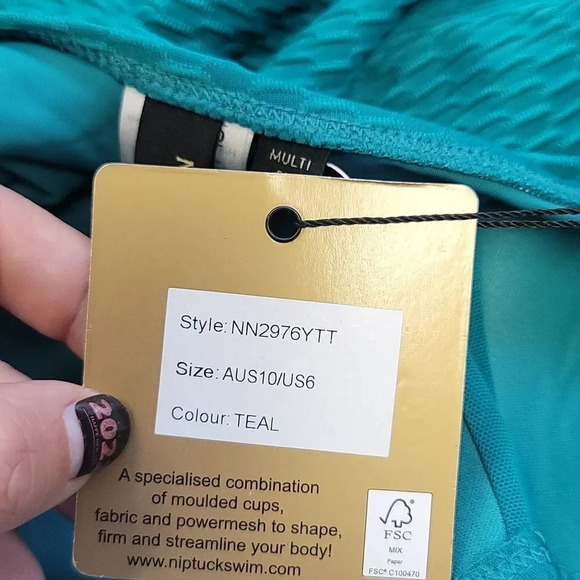 MULTI
Style: NN2976YTT
Size: AUS10/US6
Colour: TEAL
202
A specialised combination
of moulded cups,
fabric and powermesh to shape,
firm and streamline your body!
www.niptuckswim.com
FSC
MIX
Paper
FSC® C100470